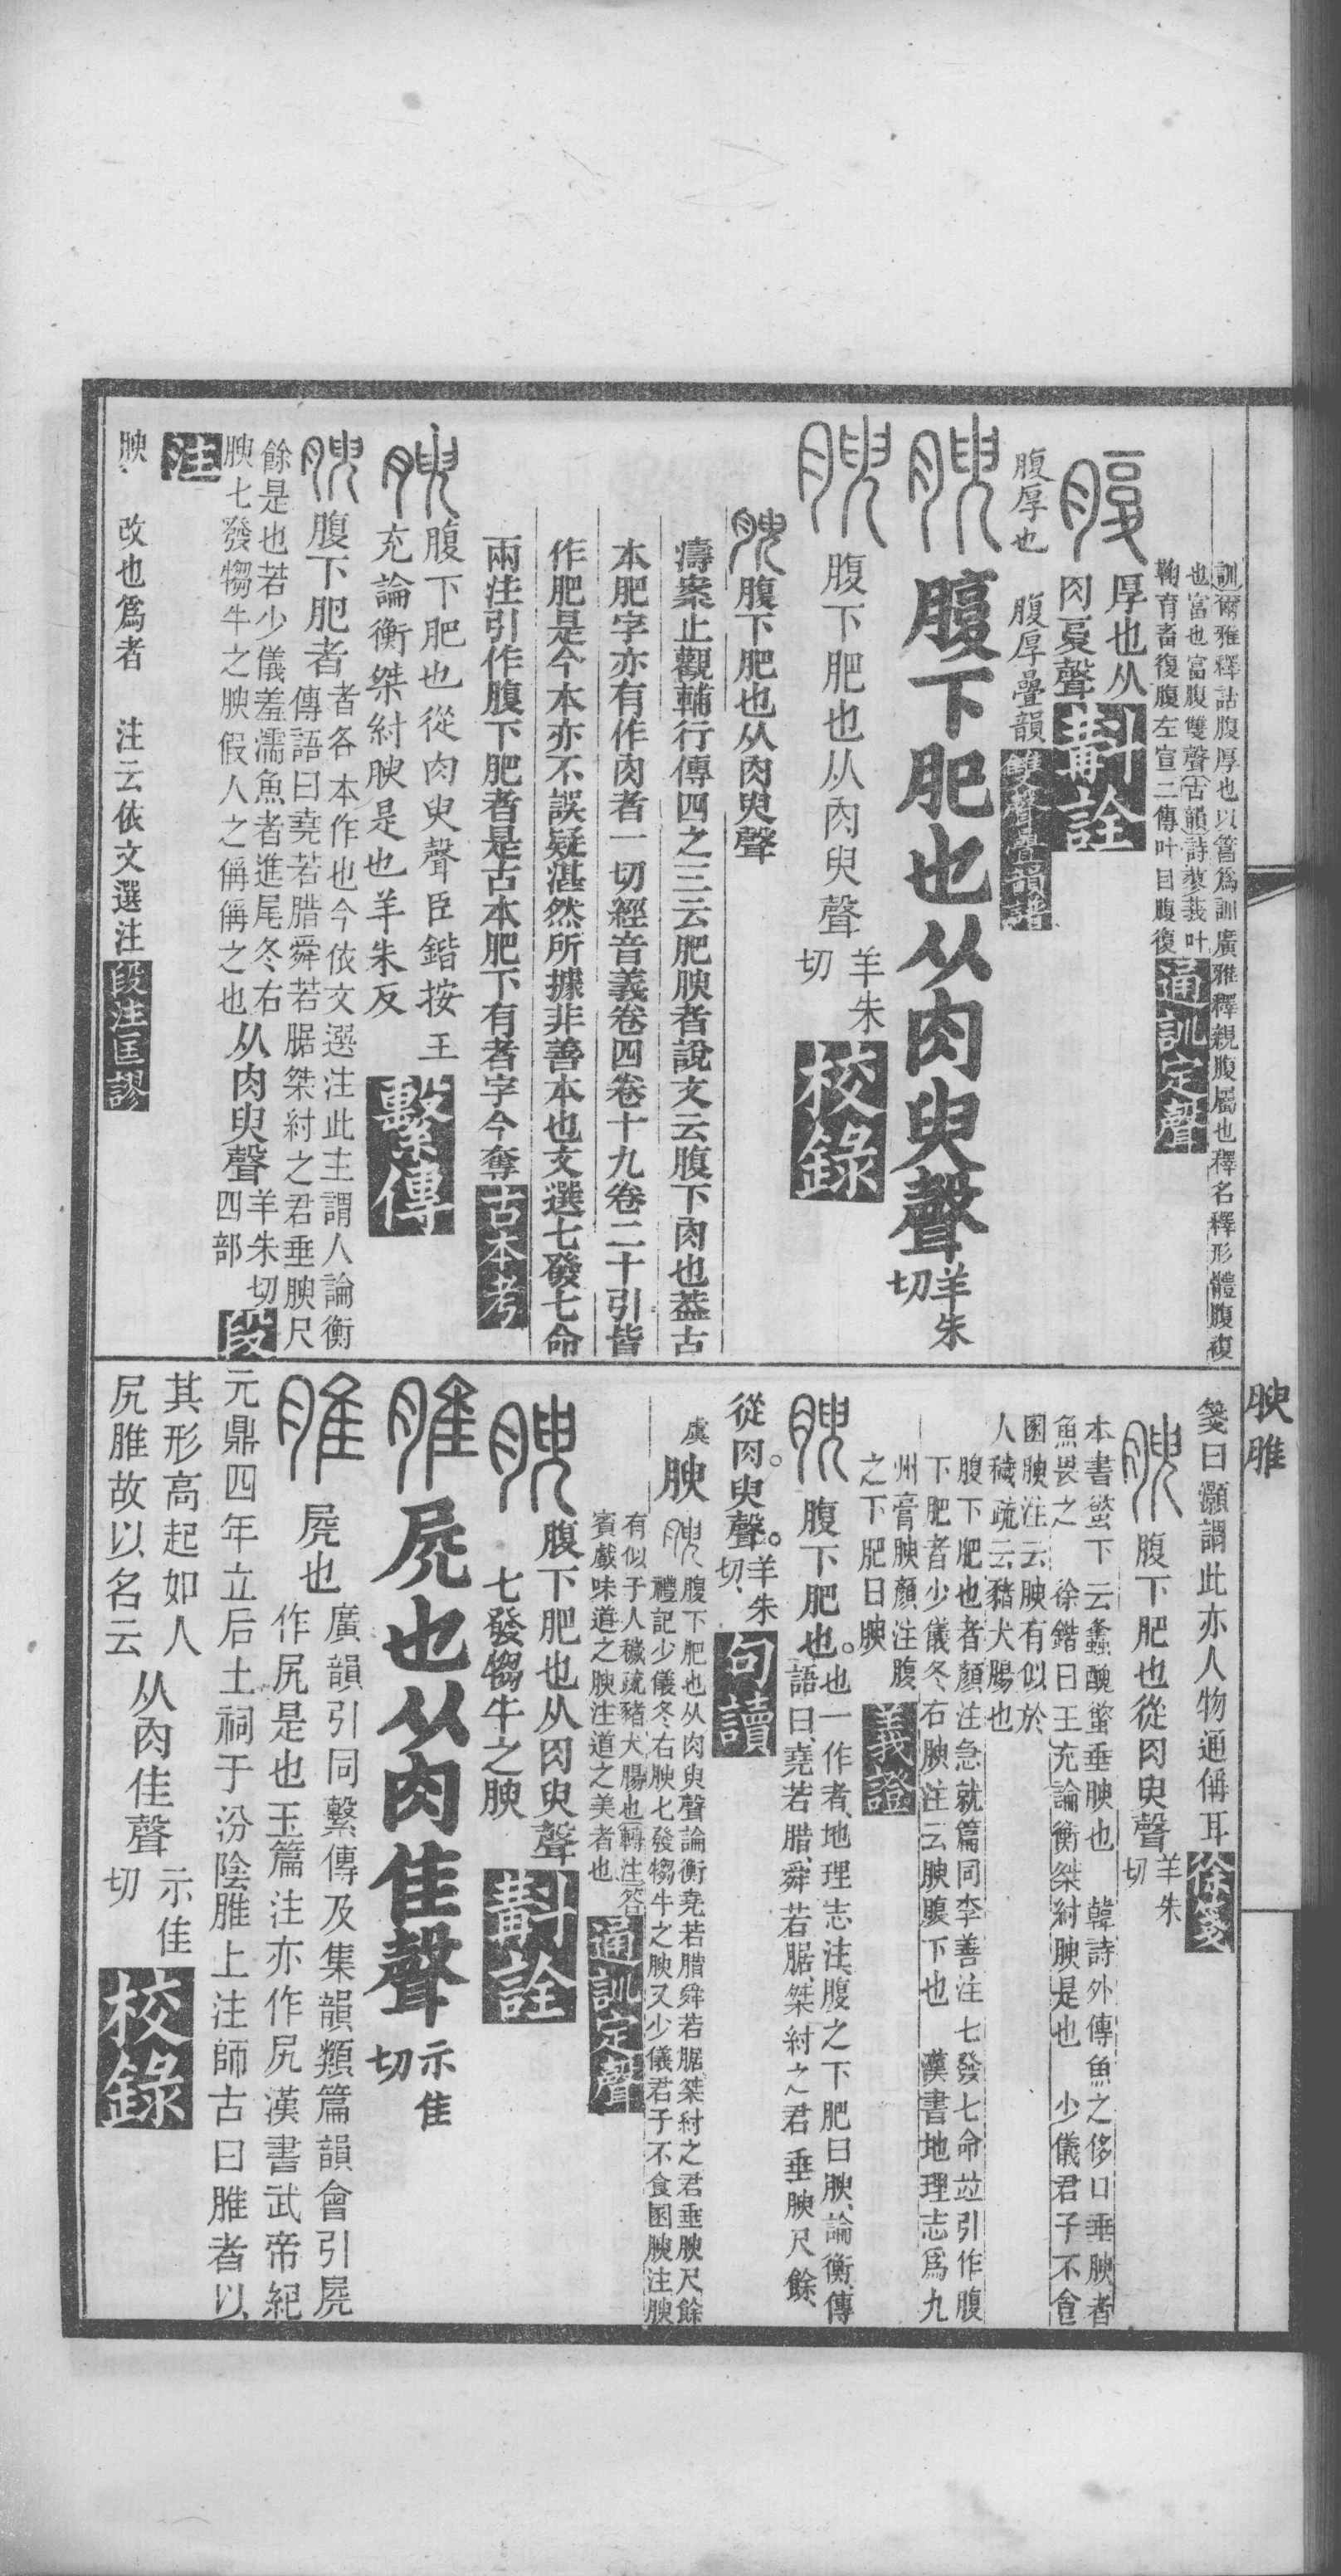 訓爾雅釋詁腹厚也以䈞爲訓廣雅釋親腹屬也釋名釋形體腹複
也富也富腹雙聲古韻詩蓼莪叶
鞠育畜復腹左宣二傳叶目腹復通訓定聲
厚也从
肉𡕨聲斠詮
腹厚也 腹厚疊韻雙聲疊韻譜
腴 腹下肥也从肉臾聲羊朱
切
腴 腹下肥也从肉臾聲羊朱
切校錄
腴腹下肥也从肉臾聲
濤案止觀輔行傳四之三云肥腴者說文云腹下肉也蓋古
本肥字亦有作肉者一切經音義卷四卷十九卷二十引皆
作肥是今本亦不誤疑湛然所據非善本也文選七發七命
兩注引作腹下肥者是古本肥下有者字今奪古本考
腴腹下肥也從肉臾聲臣鍇按王
充論衡桀紂腴是也羊朱反繫傳
腴腹下肥者
者各本作也今依文選注此主謂人論衡
傳語曰堯若腊舜若腒桀紂之君垂腴尺
餘是也若少儀羞濡魚者進尾冬右
腴七發犓牛之腴假人之偁偁之也从肉臾聲羊朱切
四部段
注
腴 改也爲者 注云依文選注段注匡謬
腴脽
箋曰灝謂此亦人物通偁耳徐箋
腴腹下肥也從肉臾聲羊朱
切
本書蜸下云螽醜蜸垂腴也 韓詩外傳魚之侈口垂腴者
魚畏之 徐鍇曰王充論衡桀紂腴是也 少儀君子不食
圂腴注云腴有似於
人穢疏云豬犬腸也
腹下肥也者顏注急就篇同李善注七發七命竝引作腹
下肥者少儀冬右腴注云腴腹下也 漢書地理志爲九
州膏腴顏注腹
之下肥曰腴義證
腴腹下肥也。也一作者、地理志注、腹之下肥曰腴、論衡傳
語曰、堯若腊、舜若腒、桀紂之君、垂腴尺餘、
從肉。臾聲。羊朱
切、句讀
虞腴腴腹下肥也从肉臾聲論衡堯若腊舜若腒桀紂之君垂腴尺餘
禮記少儀冬右腴七發犓牛之腴又少儀君子不食圂腴注腴
有似于人穢疏豬犬腸也轉注答
賓戲味道之腴注道之美者也通訓定聲
腴腹下肥也从肉臾聲
七發犓牛之腴斠詮
脽𡱂也从肉隹聲示隹
切
脽𡱂也廣韻引同繫傳及集韻類篇韻會引𡱂
作尻是也玉篇注亦作尻漢書武帝紀
元鼎四年立后土祠于汾陰脽上注師古曰脽者以
其形高起如人
尻脽故以名云从肉隹聲示隹
切校錄